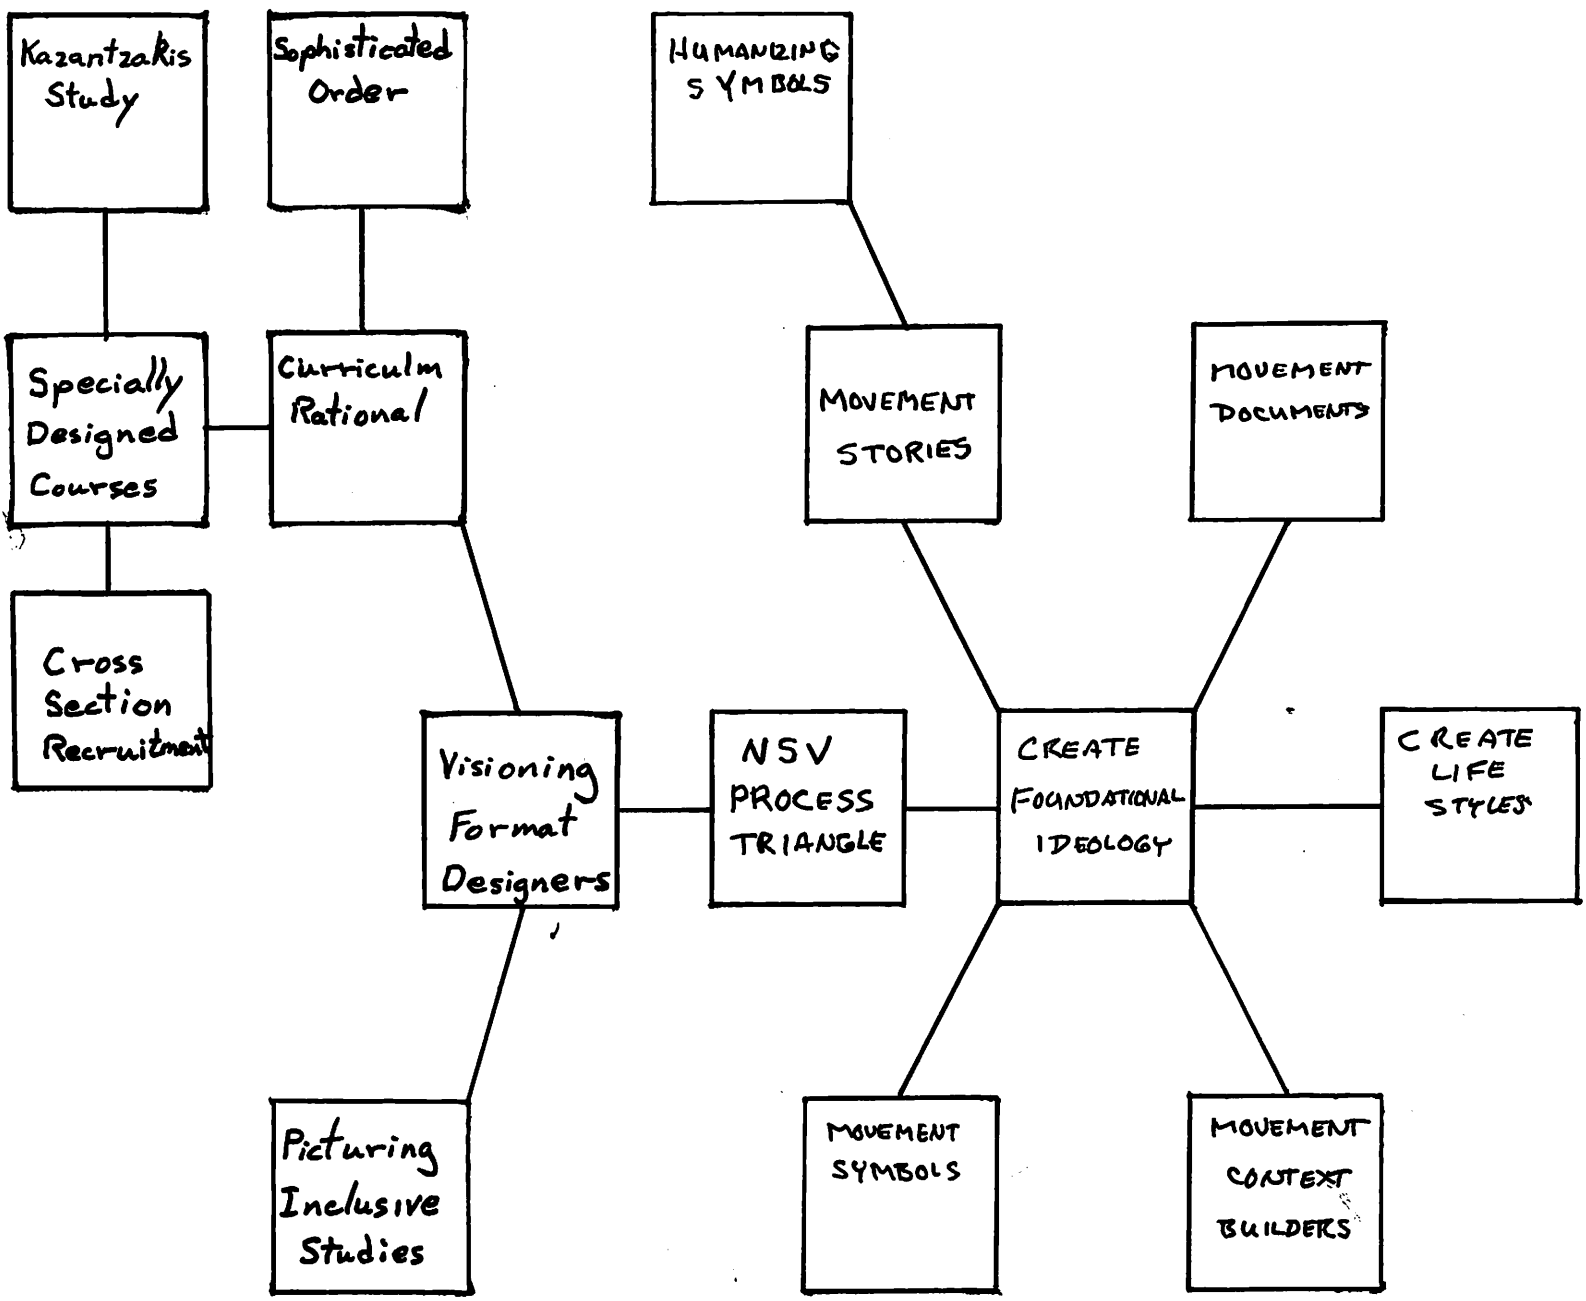 Kazantzakis
Study
Sophisticated
Order
HUMANIZING
SYMBOLS
Specially
Designed
Courses
Curriculm
Rational
MOVEMENT
STORIES
MOVEMENT
DOCUMENTS
Cross
Section
Recruitment
Visioning
Format
Designers
NSV
PROCESS
TRIANGLE
CREATE
FOUNDATIONAL
IDEOLOGY
CREATE
LIFE
STYLES
Picturing
Inclusive
Studies
MOVEMENT
SYMBOLS
MOVEMENT
CONTEXT
BUILDERS